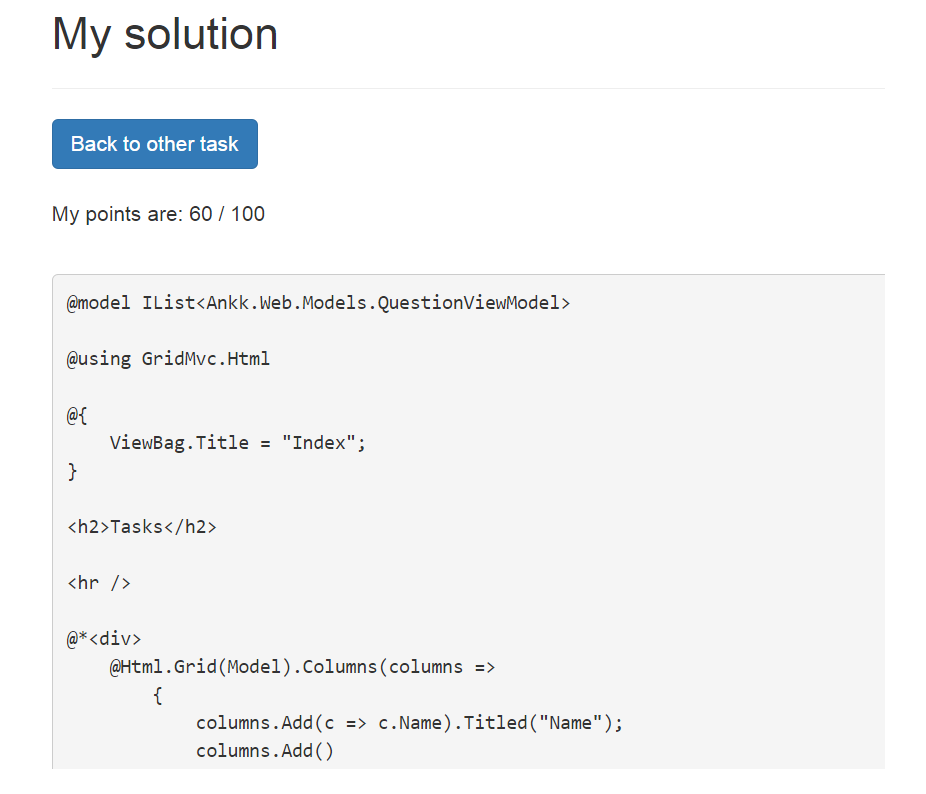 My solution
Back to other task
My points are: 60 / 100
@model IList<Ankk.Web.Models.QuestionViewModel>
@using GridMvc.Html
@{
    ViewBag.Title = "Index";
}
<h2>Tasks</h2>
<hr />
@*<div>
    @Html.Grid(Model).Columns(columns =>
        {
            columns.Add(c => c.Name).Titled("Name");
            columns.Add()